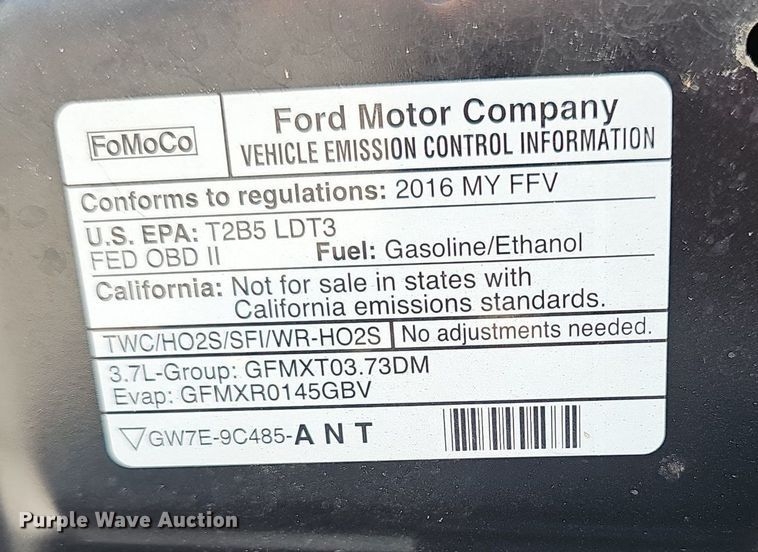 FoMoCo
Ford Motor Company
VEHICLE EMISSION CONTROL INFORMATION
Conforms to regulations: 2016 MY FFV
U.S. EPA: T2B5 LDT3
FED OBD II Fuel: Gasoline/Ethanol
California: Not for sale in states with
California emissions standards.
TWC/HO2S/SFI/WR-HO2S No adjustments needed.
3.7L-Group: GFMXT03.73DM
Evap: GFMXR0145GBV
GW7E-9C485-ANT
Purple Wave Auction